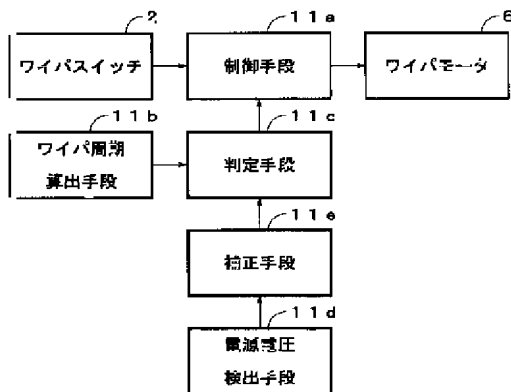 2
11a
6
ワイパスイッチ
制御手段
ワイパモータ
11b
11c
ワイパ周期
算出手段
判定手段
11e
補正手段
11d
電源電圧
検出手段